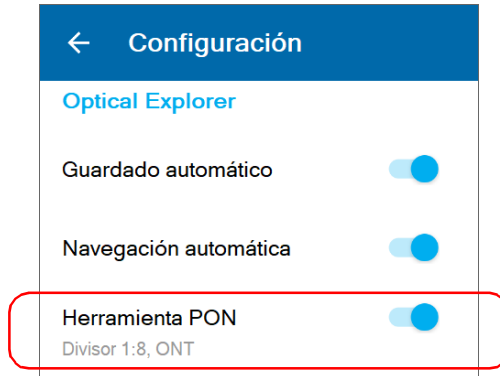 Configuración
Optical Explorer
Guardado automático
Navegación automática
Herramienta PON
Divisor 1:8, ONT